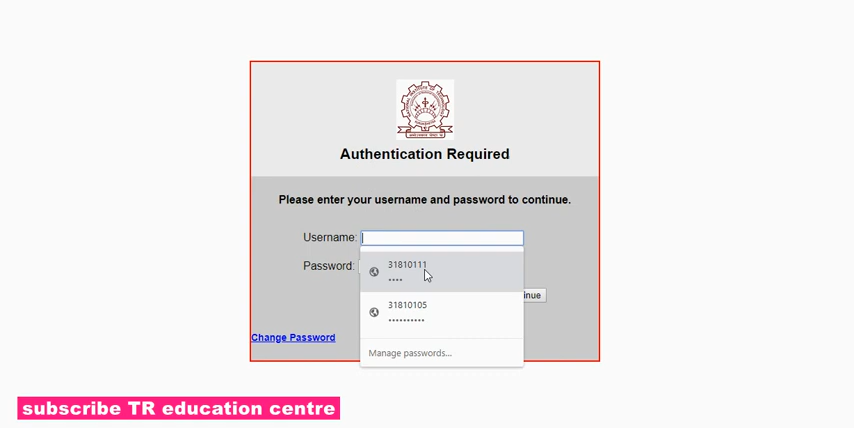 Authentication Required
Please enter your username and password to continue.
Username:
31810111
••••
Password:
31810105
••••••••••
inue
Manage passwords...
Change Password
subscribe TR education centre